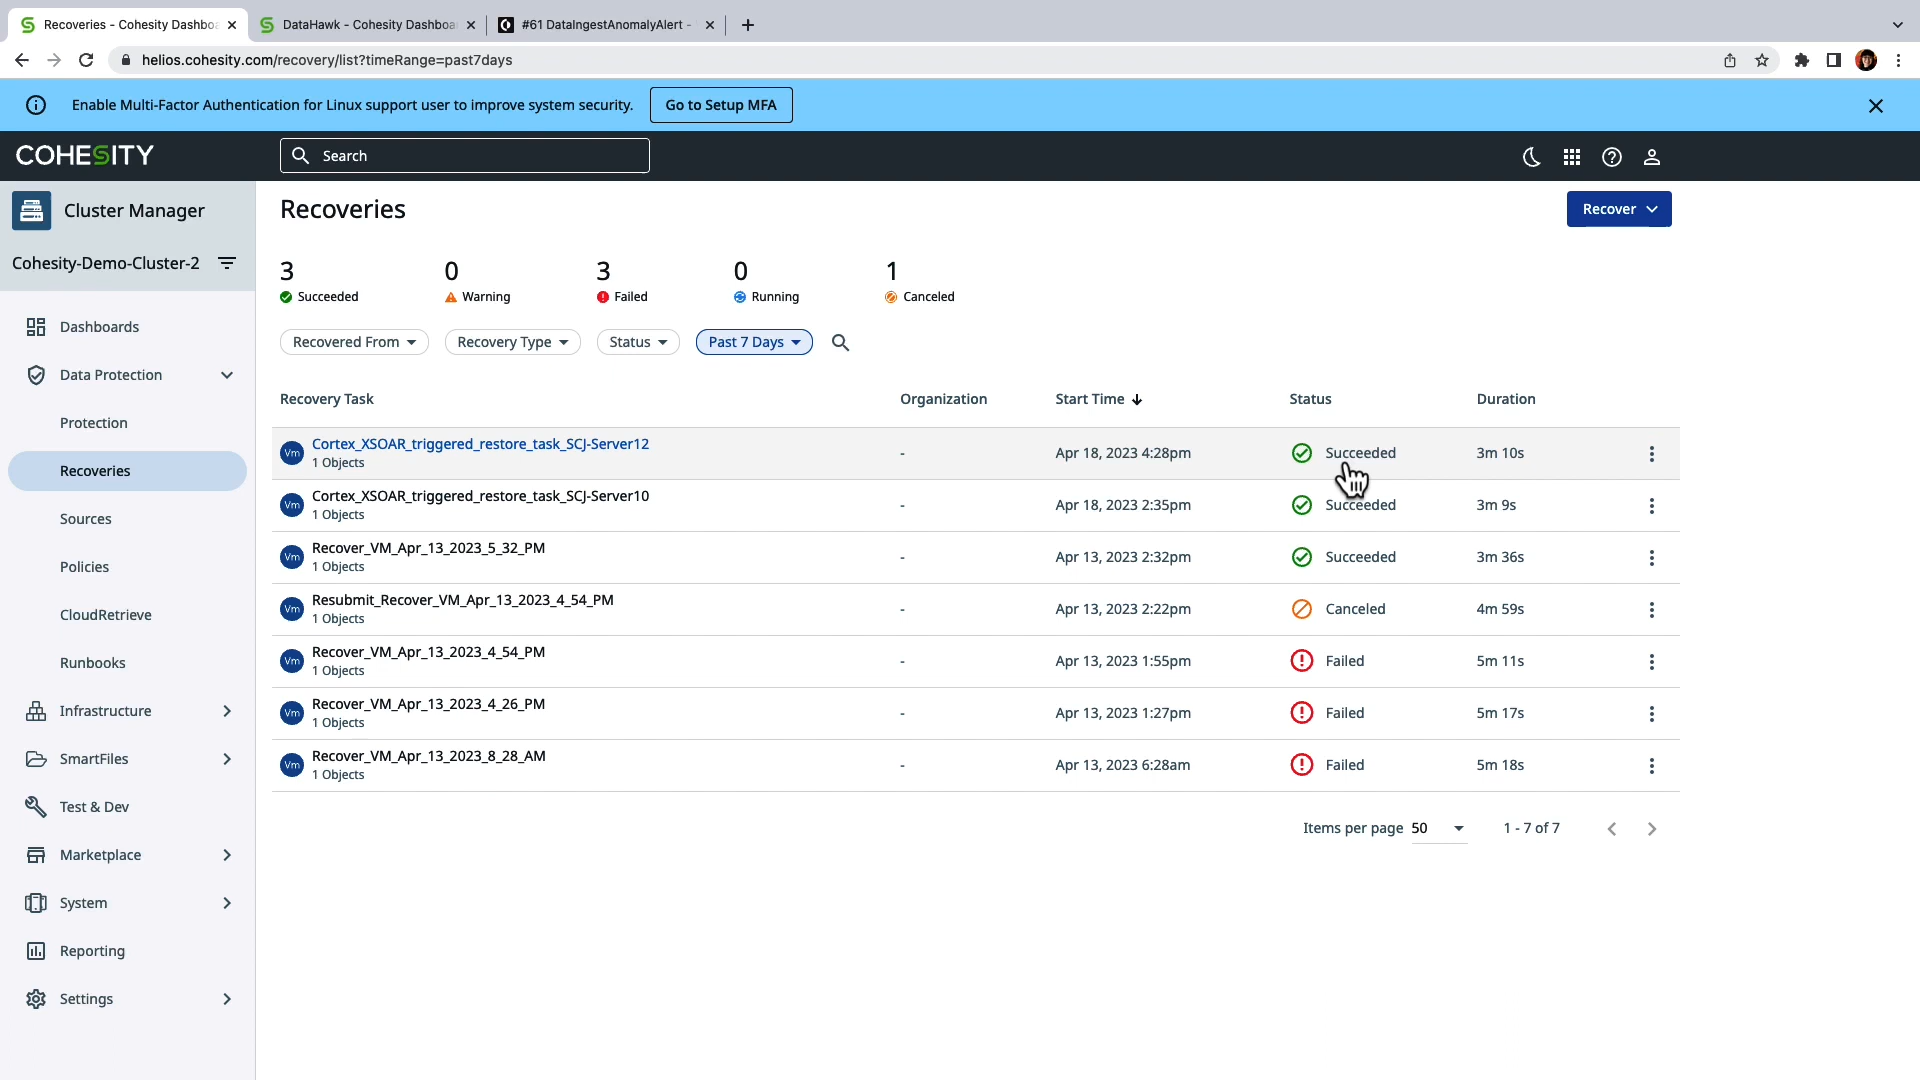 Recoveries - Cohesity Dashbo
DataHawk - Cohesity Dashboa
#61 DataIngestAnomalyAlert -
helios.cohesity.com/recovery/list?timeRange=past7days
Enable Multi-Factor Authentication for Linux support user to improve system security.
Go to Setup MFA
COHESITY
Search
Cluster Manager
Cohesity-Demo-Cluster-2
Dashboards
Data Protection
Protection
Recoveries
Sources
Policies
CloudRetrieve
Runbooks
Infrastructure
SmartFiles
Test & Dev
Marketplace
System
Reporting
Settings
Recoveries
Recover
3 0 3 0 1
Succeeded Warning Failed Running Canceled
Recovered From Recovery Type Status Past 7 Days
Recovery Task Organization Start Time Status Duration
Vm Cortex_XSOAR_triggered_restore_task_SCJ-Server12 - Apr 18, 2023 4:28pm Succeeded 3m 10s
1 Objects
Vm Cortex_XSOAR_triggered_restore_task_SCJ-Server10 - Apr 18, 2023 2:35pm Succeeded 3m 9s
1 Objects
Vm Recover_VM_Apr_13_2023_5_32_PM - Apr 13, 2023 2:32pm Succeeded 3m 36s
1 Objects
Vm Resubmit_Recover_VM_Apr_13_2023_4_54_PM - Apr 13, 2023 2:22pm Canceled 4m 59s
1 Objects
Vm Recover_VM_Apr_13_2023_4_54_PM - Apr 13, 2023 1:55pm Failed 5m 11s
1 Objects
Vm Recover_VM_Apr_13_2023_4_26_PM - Apr 13, 2023 1:27pm Failed 5m 17s
1 Objects
Vm Recover_VM_Apr_13_2023_8_28_AM - Apr 13, 2023 6:28am Failed 5m 18s
1 Objects
Items per page 50 1 - 7 of 7